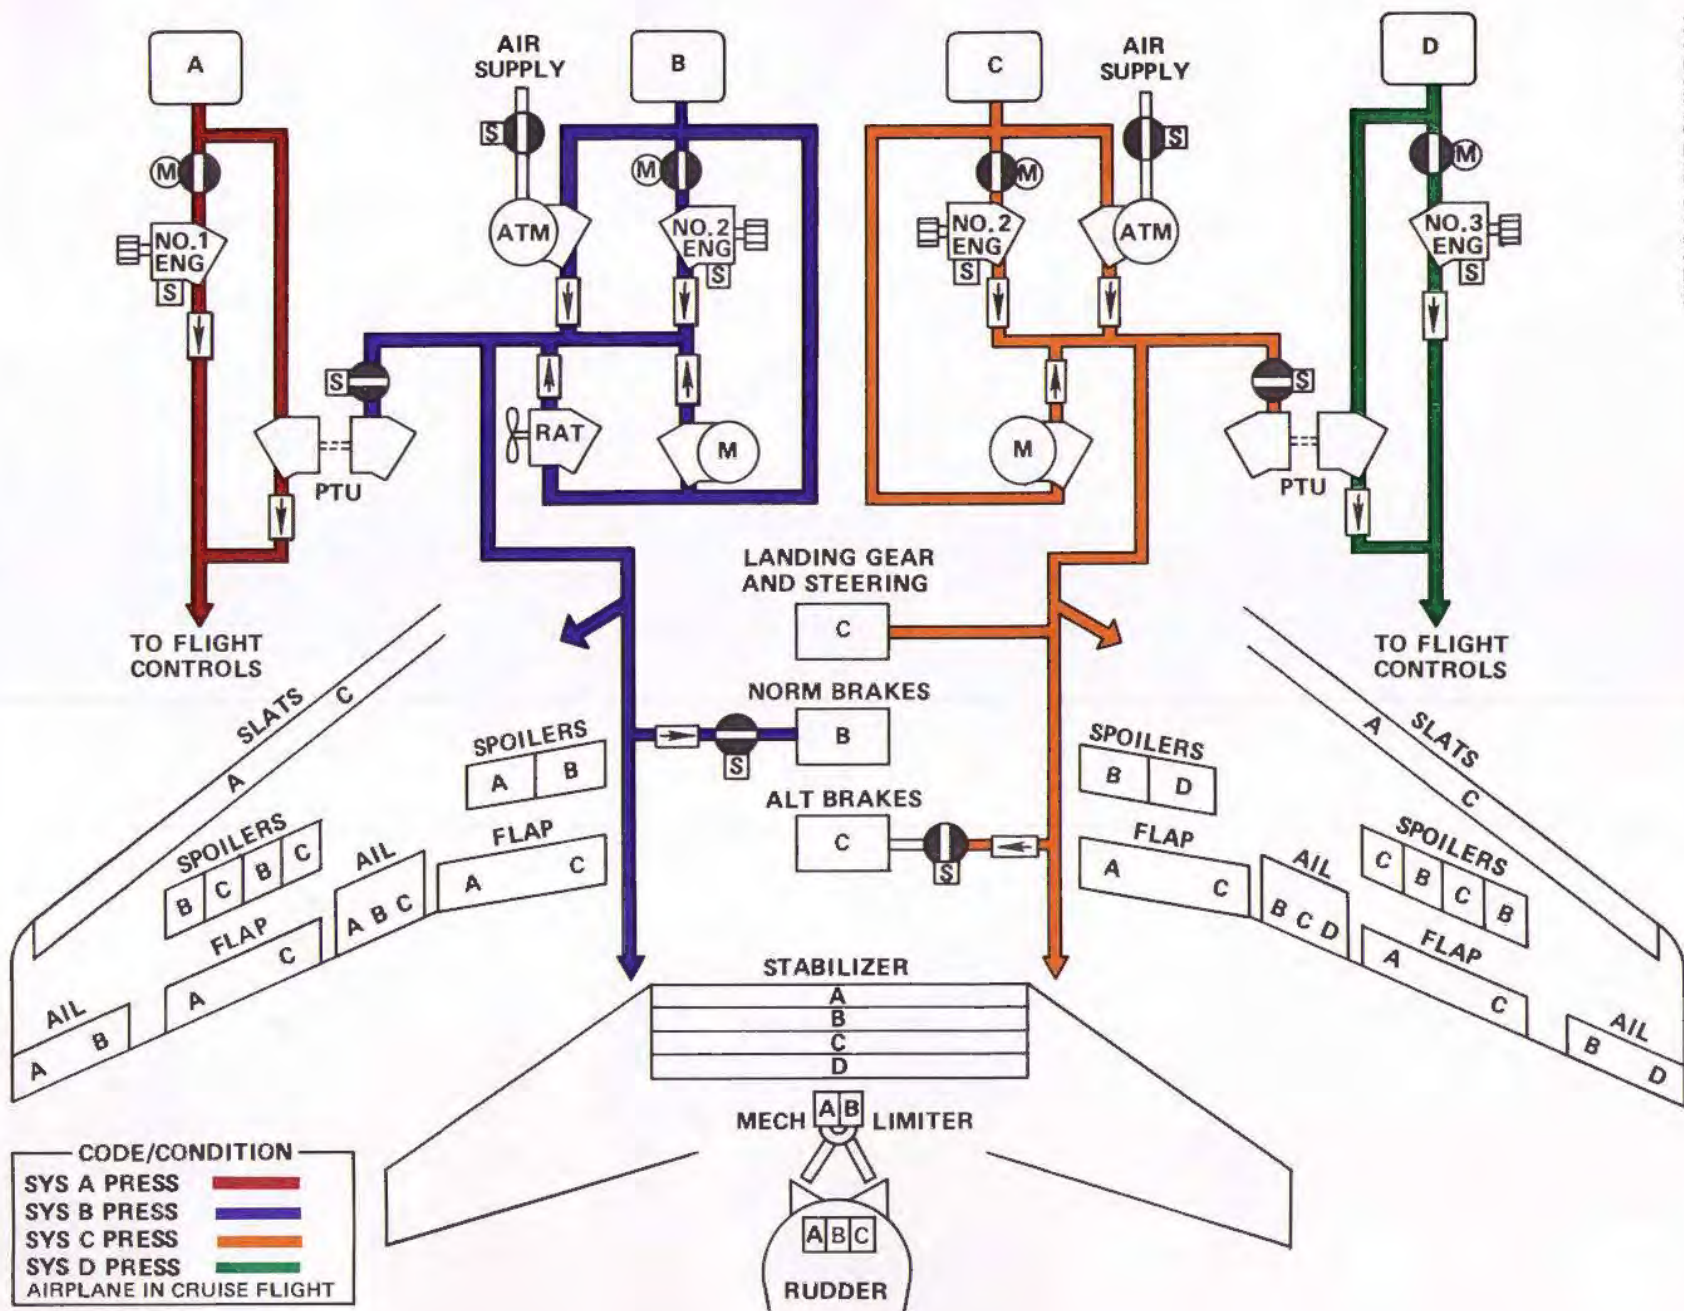 A
AIR
SUPPLY
B
C
AIR
SUPPLY
D
S
S
M
M
M
M
NO.1
ENG
S
ATM
NO.2
ENG
S
NO.2
ENG
S
ATM
NO.3
ENG
S
S
S
RAT
M
M
PTU
PTU
TO FLIGHT
CONTROLS
LANDING GEAR
AND STEERING
C
TO FLIGHT
CONTROLS
NORM BRAKES
B
S
ALT BRAKES
C
S
SLATS
A C
SPOILERS
A B
SPOILERS
B C B C
AIL
A B C
FLAP
A C
FLAP
A C
AIL
A B
SPOILERS
B D
SLATS
A C
FLAP
A C
AIL
B C D
SPOILERS
C B C B
FLAP
A C
AIL
B D
STABILIZER
A
B
C
D
MECH A B LIMITER
A B C
RUDDER
CODE/CONDITION
SYS A PRESS
SYS B PRESS
SYS C PRESS
SYS D PRESS
AIRPLANE IN CRUISE FLIGHT